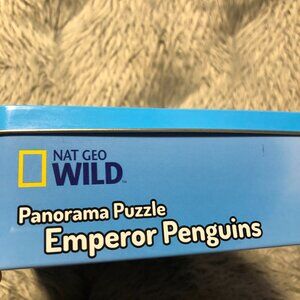 NAT GEO
WILD
Panorama Puzzle
Emperor Penguins